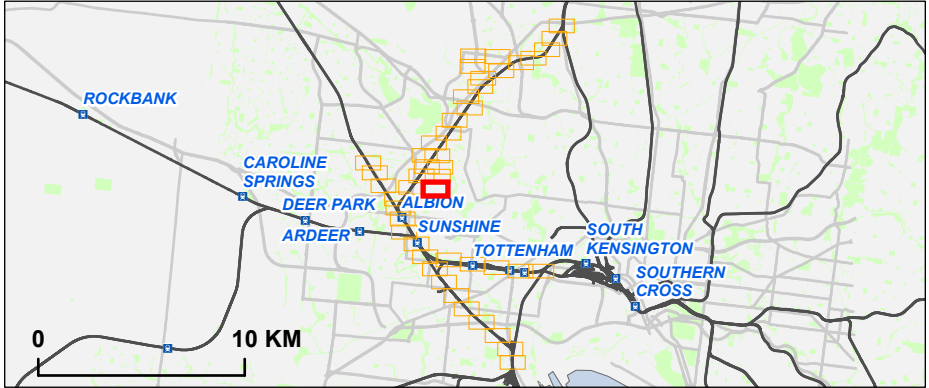 ROCKBANK
CAROLINE
SPRINGS
DEER PARK
ALBION
ARDEER
SUNSHINE
TOTTENHAM
SOUTH
KENSINGTON
SOUTHERN
CROSS
0 10 KM